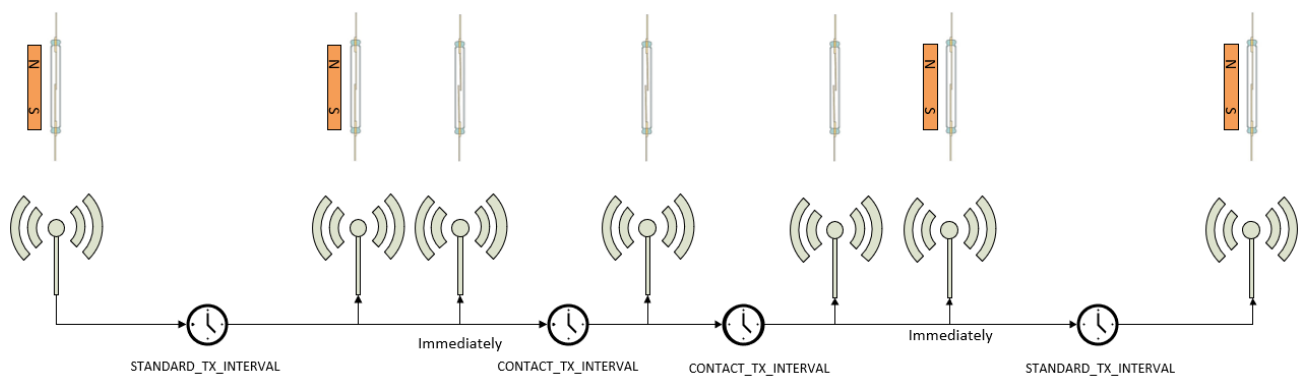 N
S
N
S
N
S
N
S
Immediately
Immediately
STANDARD_TX_INTERVAL
CONTACT_TX_INTERVAL
CONTACT_TX_INTERVAL
STANDARD_TX_INTERVAL